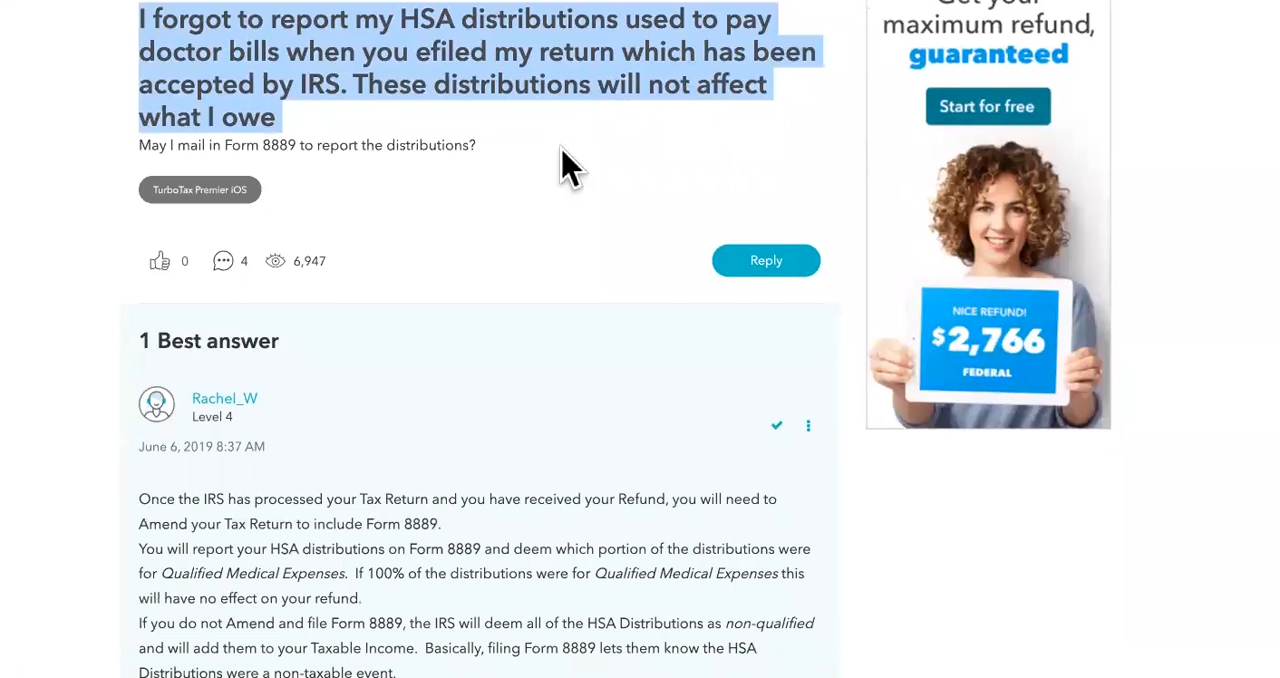 I forgot to report my HSA distributions used to pay
doctor bills when you efiled my return which has been
accepted by IRS. These distributions will not affect
what I owe
May I mail in Form 8889 to report the distributions?
TurboTax Premier iOS
0 4 6,947
Reply
1 Best answer
Rachel_W
Level 4
June 6, 2019 8:37 AM
Once the IRS has processed your Tax Return and you have received your Refund, you will need to
Amend your Tax Return to include Form 8889.
You will report your HSA distributions on Form 8889 and deem which portion of the distributions were
for Qualified Medical Expenses. If 100% of the distributions were for Qualified Medical Expenses this
will have no effect on your refund.
If you do not Amend and file Form 8889, the IRS will deem all of the HSA Distributions as non-qualified
and will add them to your Taxable Income. Basically, filing Form 8889 lets them know the HSA
Distributions were a non-taxable event.
Get your
maximum refund,
guaranteed
Start for free
NICE REFUND!
$2,766
FEDERAL